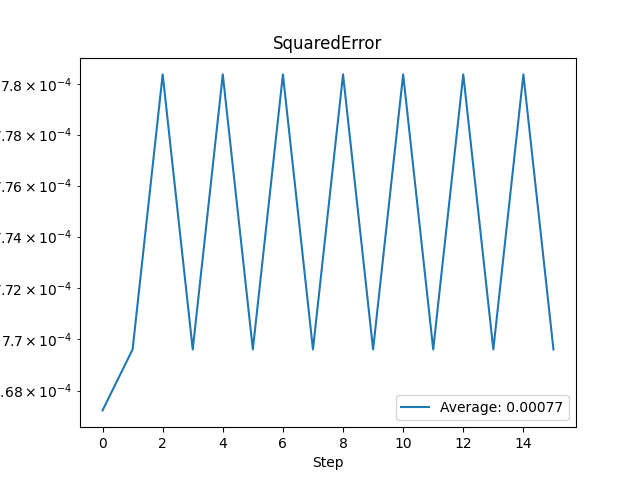 SquaredError
7.8 × 10⁻⁴
.78 × 10⁻⁴
.76 × 10⁻⁴
.74 × 10⁻⁴
.72 × 10⁻⁴
7.7 × 10⁻⁴
.68 × 10⁻⁴
Average: 0.00077
0 2 4 6 8 10 12 14
Step